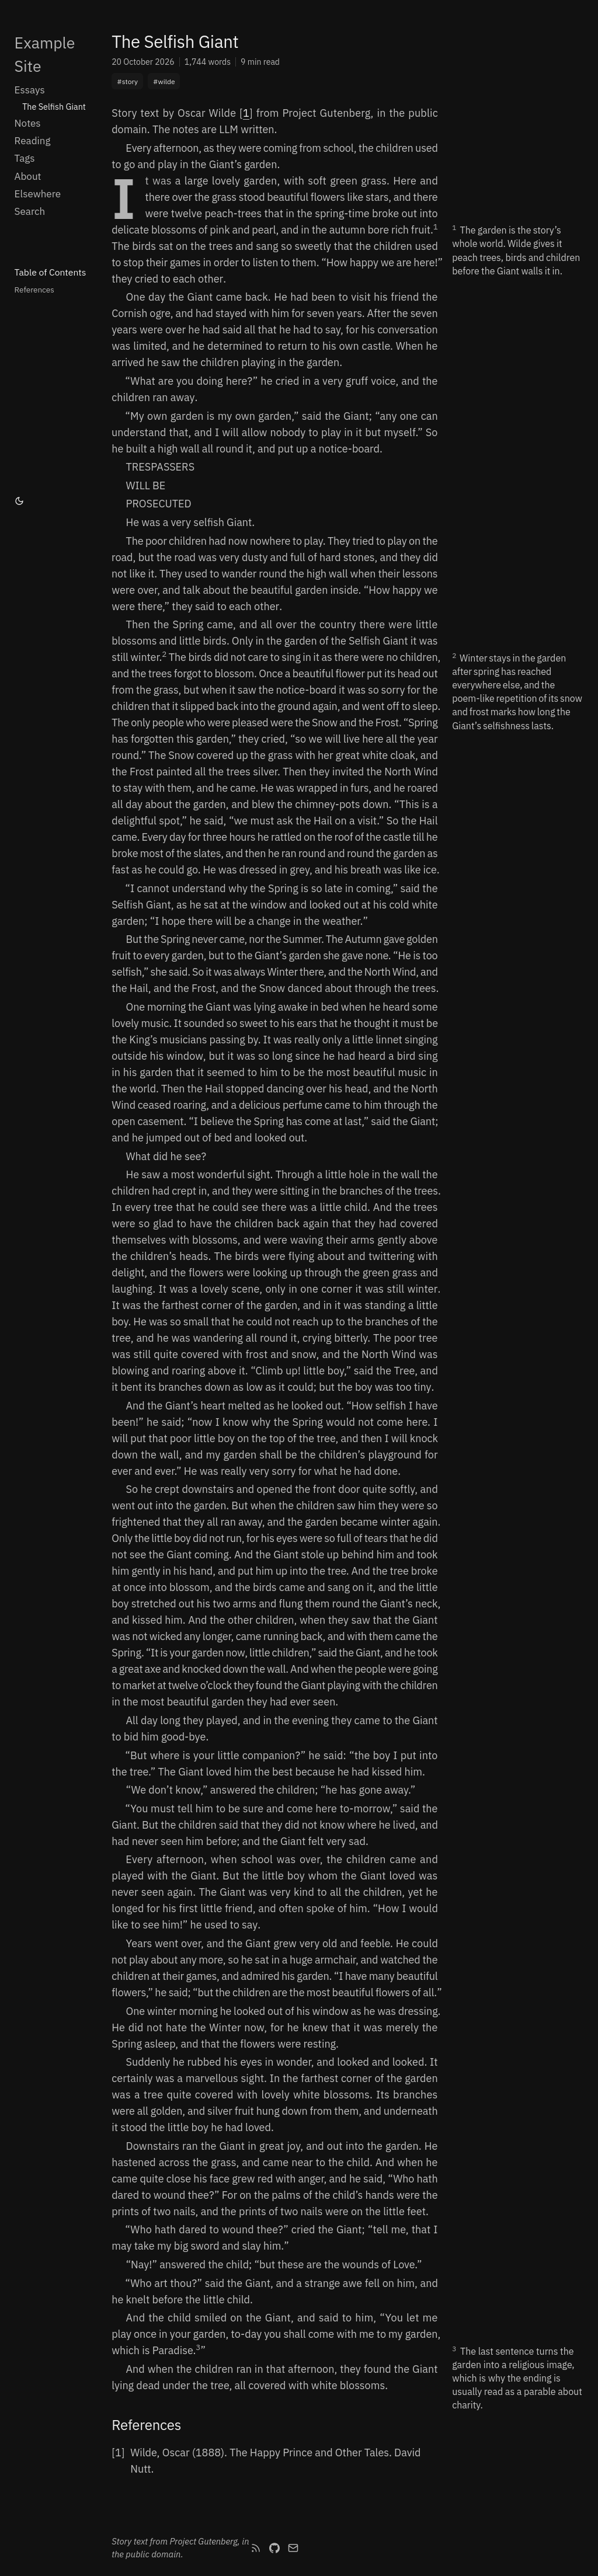 Example
Site
Essays
The Selfish Giant
Notes
Reading
Tags
About
Elsewhere
Search
Table of Contents
References
The Selfish Giant
20 October 2026 | 1,744 words | 9 min read
#story #wilde
Story text by Oscar Wilde [1] from Project Gutenberg, in the public
domain. The notes are LLM written.
Every afternoon, as they were coming from school, the children used
to go and play in the Giant’s garden.
It was a large lovely garden, with soft green grass. Here and
there over the grass stood beautiful flowers like stars, and there
were twelve peach-trees that in the spring-time broke out into
delicate blossoms of pink and pearl, and in the autumn bore rich fruit.1
The birds sat on the trees and sang so sweetly that the children used
to stop their games in order to listen to them. “How happy we are here!”
they cried to each other.
1 The garden is the story’s
whole world. Wilde gives it
peach trees, birds and children
before the Giant walls it in.
One day the Giant came back. He had been to visit his friend the
Cornish ogre, and had stayed with him for seven years. After the seven
years were over he had said all that he had to say, for his conversation
was limited, and he determined to return to his own castle. When he
arrived he saw the children playing in the garden.
“What are you doing here?” he cried in a very gruff voice, and the
children ran away.
“My own garden is my own garden,” said the Giant; “any one can
understand that, and I will allow nobody to play in it but myself.” So
he built a high wall all round it, and put up a notice-board.
TRESPASSERS
WILL BE
PROSECUTED
He was a very selfish Giant.
The poor children had now nowhere to play. They tried to play on the
road, but the road was very dusty and full of hard stones, and they did
not like it. They used to wander round the high wall when their lessons
were over, and talk about the beautiful garden inside. “How happy we
were there,” they said to each other.
Then the Spring came, and all over the country there were little
blossoms and little birds. Only in the garden of the Selfish Giant it was
still winter.2 The birds did not care to sing in it as there were no children,
and the trees forgot to blossom. Once a beautiful flower put its head out
from the grass, but when it saw the notice-board it was so sorry for the
children that it slipped back into the ground again, and went off to sleep.
The only people who were pleased were the Snow and the Frost. “Spring
has forgotten this garden,” they cried, “so we will live here all the year
round.” The Snow covered up the grass with her great white cloak, and
the Frost painted all the trees silver. Then they invited the North Wind
to stay with them, and he came. He was wrapped in furs, and he roared
all day about the garden, and blew the chimney-pots down. “This is a
delightful spot,” he said, “we must ask the Hail on a visit.” So the Hail
came. Every day for three hours he rattled on the roof of the castle till he
broke most of the slates, and then he ran round and round the garden as
fast as he could go. He was dressed in grey, and his breath was like ice.
2 Winter stays in the garden
after spring has reached
everywhere else, and the
poem-like repetition of its snow
and frost marks how long the
Giant’s selfishness lasts.
“I cannot understand why the Spring is so late in coming,” said the
Selfish Giant, as he sat at the window and looked out at his cold white
garden; “I hope there will be a change in the weather.”
But the Spring never came, nor the Summer. The Autumn gave golden
fruit to every garden, but to the Giant’s garden she gave none. “He is too
selfish,” she said. So it was always Winter there, and the North Wind, and
the Hail, and the Frost, and the Snow danced about through the trees.
One morning the Giant was lying awake in bed when he heard some
lovely music. It sounded so sweet to his ears that he thought it must be
the King’s musicians passing by. It was really only a little linnet singing
outside his window, but it was so long since he had heard a bird sing
in his garden that it seemed to him to be the most beautiful music in
the world. Then the Hail stopped dancing over his head, and the North
Wind ceased roaring, and a delicious perfume came to him through the
open casement. “I believe the Spring has come at last,” said the Giant;
and he jumped out of bed and looked out.
What did he see?
He saw a most wonderful sight. Through a little hole in the wall the
children had crept in, and they were sitting in the branches of the trees.
In every tree that he could see there was a little child. And the trees
were so glad to have the children back again that they had covered
themselves with blossoms, and were waving their arms gently above
the children’s heads. The birds were flying about and twittering with
delight, and the flowers were looking up through the green grass and
laughing. It was a lovely scene, only in one corner it was still winter.
It was the farthest corner of the garden, and in it was standing a little
boy. He was so small that he could not reach up to the branches of the
tree, and he was wandering all round it, crying bitterly. The poor tree
was still quite covered with frost and snow, and the North Wind was
blowing and roaring above it. “Climb up! little boy,” said the Tree, and
it bent its branches down as low as it could; but the boy was too tiny.
And the Giant’s heart melted as he looked out. “How selfish I have
been!” he said; “now I know why the Spring would not come here. I
will put that poor little boy on the top of the tree, and then I will knock
down the wall, and my garden shall be the children’s playground for
ever and ever.” He was really very sorry for what he had done.
So he crept downstairs and opened the front door quite softly, and
went out into the garden. But when the children saw him they were so
frightened that they all ran away, and the garden became winter again.
Only the little boy did not run, for his eyes were so full of tears that he did
not see the Giant coming. And the Giant stole up behind him and took
him gently in his hand, and put him up into the tree. And the tree broke
at once into blossom, and the birds came and sang on it, and the little
boy stretched out his two arms and flung them round the Giant’s neck,
and kissed him. And the other children, when they saw that the Giant
was not wicked any longer, came running back, and with them came the
Spring. “It is your garden now, little children,” said the Giant, and he took
a great axe and knocked down the wall. And when the people were going
to market at twelve o’clock they found the Giant playing with the children
in the most beautiful garden they had ever seen.
All day long they played, and in the evening they came to the Giant
to bid him good-bye.
“But where is your little companion?” he said: “the boy I put into
the tree.” The Giant loved him the best because he had kissed him.
“We don’t know,” answered the children; “he has gone away.”
“You must tell him to be sure and come here to-morrow,” said the
Giant. But the children said that they did not know where he lived, and
had never seen him before; and the Giant felt very sad.
Every afternoon, when school was over, the children came and
played with the Giant. But the little boy whom the Giant loved was
never seen again. The Giant was very kind to all the children, yet he
longed for his first little friend, and often spoke of him. “How I would
like to see him!” he used to say.
Years went over, and the Giant grew very old and feeble. He could
not play about any more, so he sat in a huge armchair, and watched the
children at their games, and admired his garden. “I have many beautiful
flowers,” he said; “but the children are the most beautiful flowers of all.”
One winter morning he looked out of his window as he was dressing.
He did not hate the Winter now, for he knew that it was merely the
Spring asleep, and that the flowers were resting.
Suddenly he rubbed his eyes in wonder, and looked and looked. It
certainly was a marvellous sight. In the farthest corner of the garden
was a tree quite covered with lovely white blossoms. Its branches
were all golden, and silver fruit hung down from them, and underneath
it stood the little boy he had loved.
Downstairs ran the Giant in great joy, and out into the garden. He
hastened across the grass, and came near to the child. And when he
came quite close his face grew red with anger, and he said, “Who hath
dared to wound thee?” For on the palms of the child’s hands were the
prints of two nails, and the prints of two nails were on the little feet.
“Who hath dared to wound thee?” cried the Giant; “tell me, that I
may take my big sword and slay him.”
“Nay!” answered the child; “but these are the wounds of Love.”
“Who art thou?” said the Giant, and a strange awe fell on him, and
he knelt before the little child.
And the child smiled on the Giant, and said to him, “You let me
play once in your garden, to-day you shall come with me to my garden,
which is Paradise.3”
3 The last sentence turns the
garden into a religious image,
which is why the ending is
usually read as a parable about
charity.
And when the children ran in that afternoon, they found the Giant
lying dead under the tree, all covered with white blossoms.
References
[1] Wilde, Oscar (1888). The Happy Prince and Other Tales. David
Nutt.
Story text from Project Gutenberg, in
the public domain.